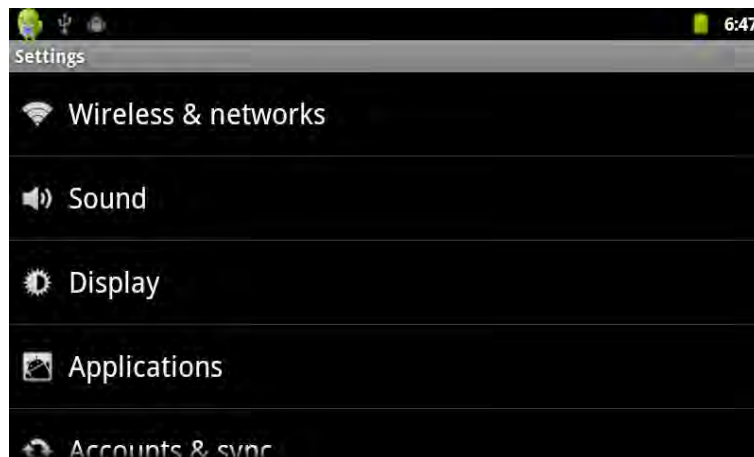 6:47
Settings
Wireless & networks
Sound
Display
Applications
Accounts & sync